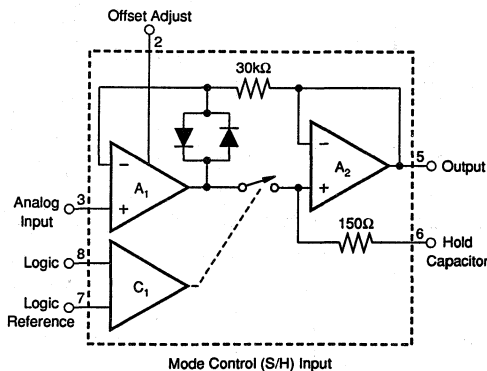 Offset Adjust
2
30kΩ
−
A1
+
3
Analog
Input
−
A2
+
5
Output
150Ω
6
Hold
Capacitor
Logic
8
C1
7
Logic
Reference
Mode Control (S/H) Input